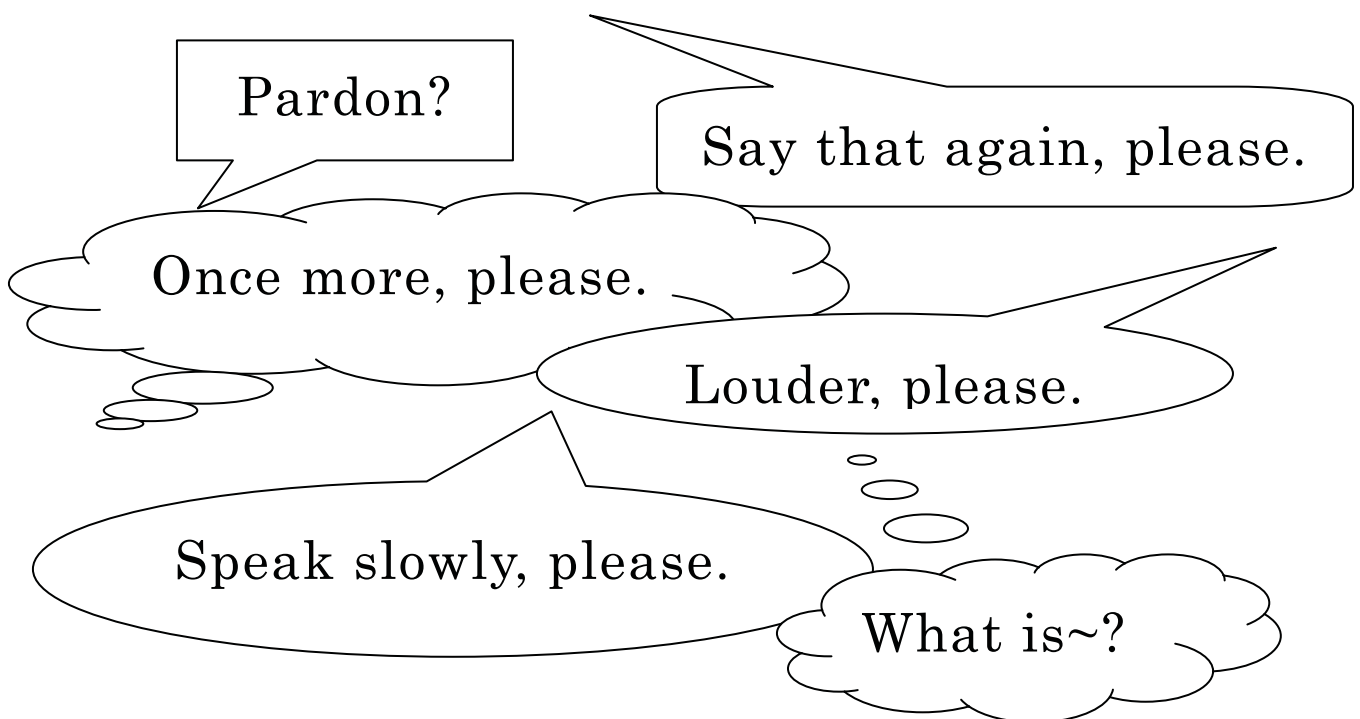 Pardon?
Say that again, please.
Once more, please.
Louder, please.
Speak slowly, please.
What is~?